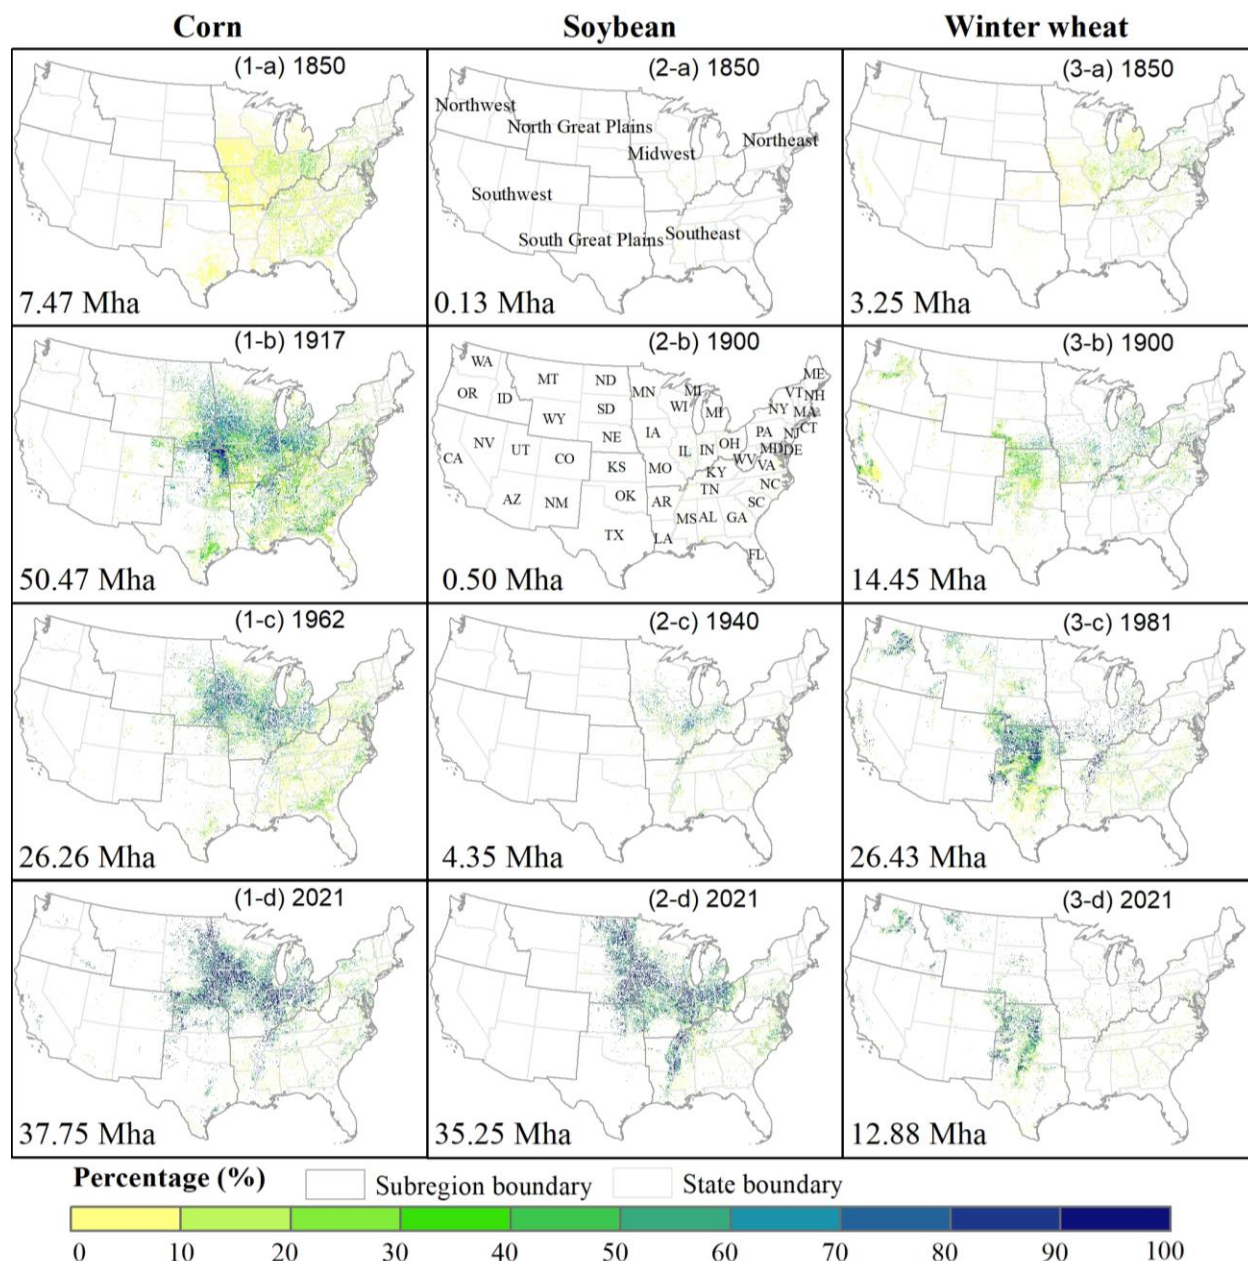 Corn Soybean Winter wheat
(1-a) 1850
7.47 Mha
(2-a) 1850
Northwest
North Great Plains
Northeast
Midwest
Southwest
South Great Plains
Southeast
0.13 Mha
(3-a) 1850
3.25 Mha
(1-b) 1917
50.47 Mha
(2-b) 1900
WA
ME
MT ND
MN MI VT NH
OR ID
WI MI NY MA
WY SD
CT
IA PA NJ
NE OH
NV UT IL IN MD DE
CA CO WV
KS MO KY VA
TN NC
AZ NM OK AR
SC
MS AL GA
TX LA
FL
0.50 Mha
(3-b) 1900
14.45 Mha
(1-c) 1962
26.26 Mha
(2-c) 1940
4.35 Mha
(3-c) 1981
26.43 Mha
(1-d) 2021
37.75 Mha
(2-d) 2021
35.25 Mha
(3-d) 2021
12.88 Mha
Percentage (%) Subregion boundary State boundary
0 10 20 30 40 50 60 70 80 90 100